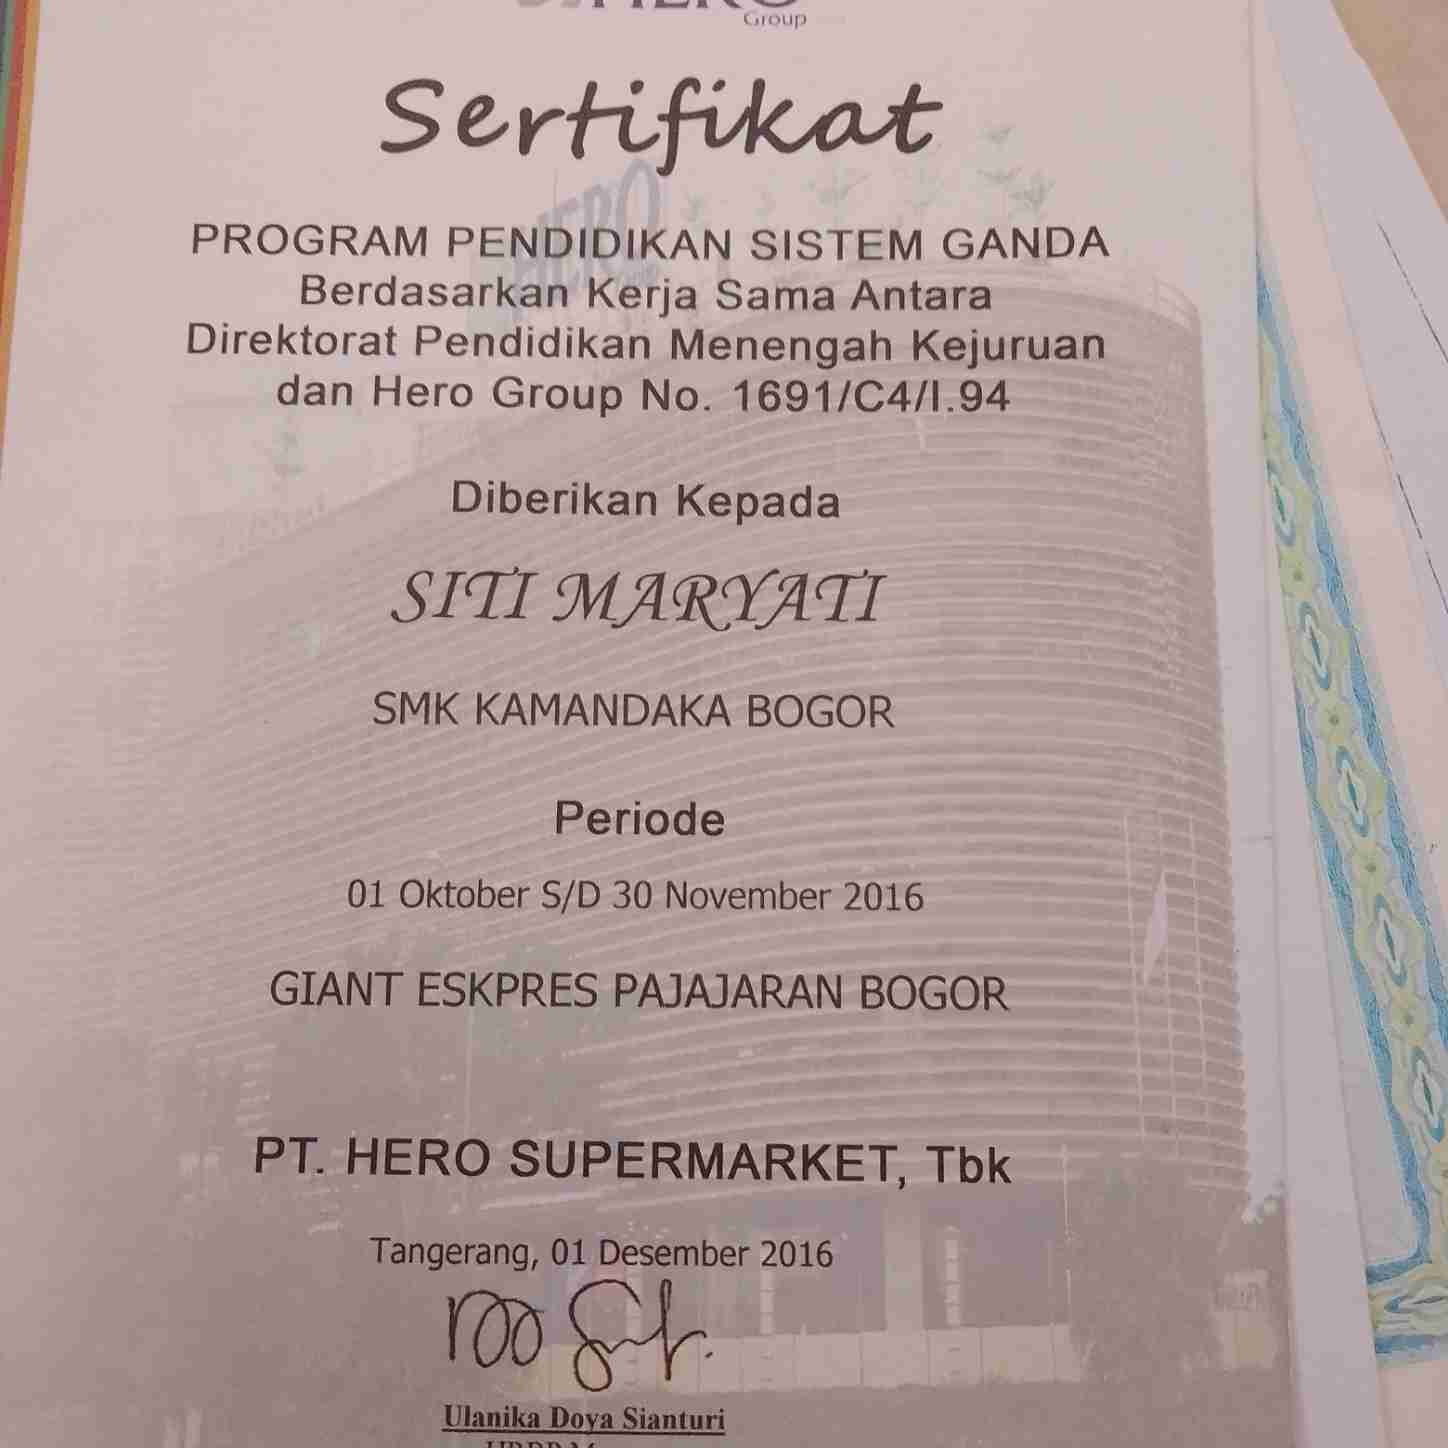 HERO
Group
Sertifikat
HERO
PROGRAM PENDIDIKAN SISTEM GANDA
Berdasarkan Kerja Sama Antara
Direktorat Pendidikan Menengah Kejuruan
dan Hero Group No. 1691/C4/I.94
Diberikan Kepada
SITI MARYATI
SMK KAMANDAKA BOGOR
Periode
01 Oktober S/D 30 November 2016
GIANT ESKPRES PAJAJARAN BOGOR
PT. HERO SUPERMARKET, Tbk
Tangerang, 01 Desember 2016
Ulanika Doya Sianturi